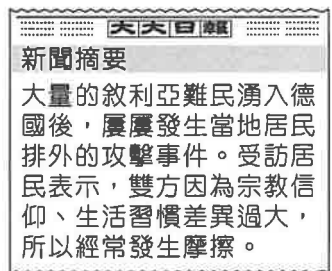 大大日報
新聞摘要
大量的敘利亞難民湧入德
國後，屢屢發生當地居民
排外的攻擊事件。受訪居
民表示，雙方因為宗教信
仰、生活習慣差異過大，
所以經常發生摩擦。